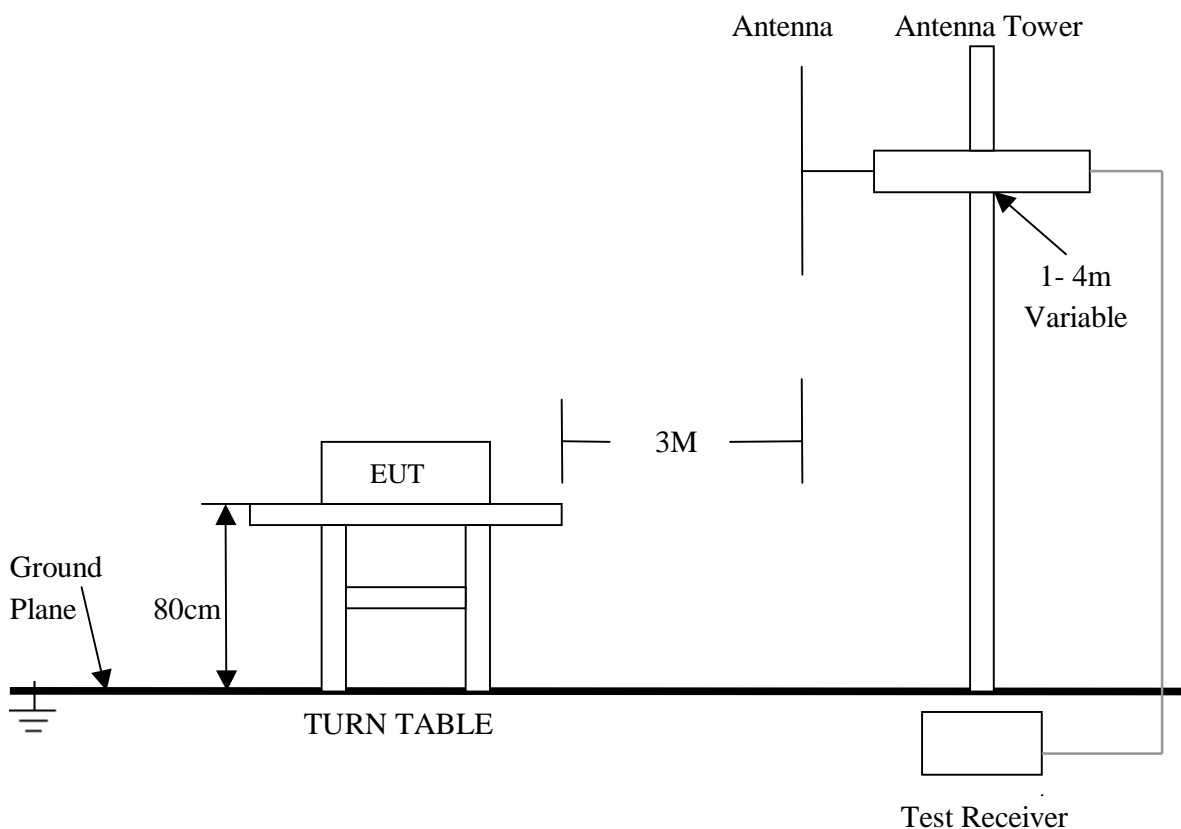 Antenna
Antenna Tower
1- 4m
Variable
3M
EUT
Ground
Plane
80cm
TURN TABLE
Test Receiver